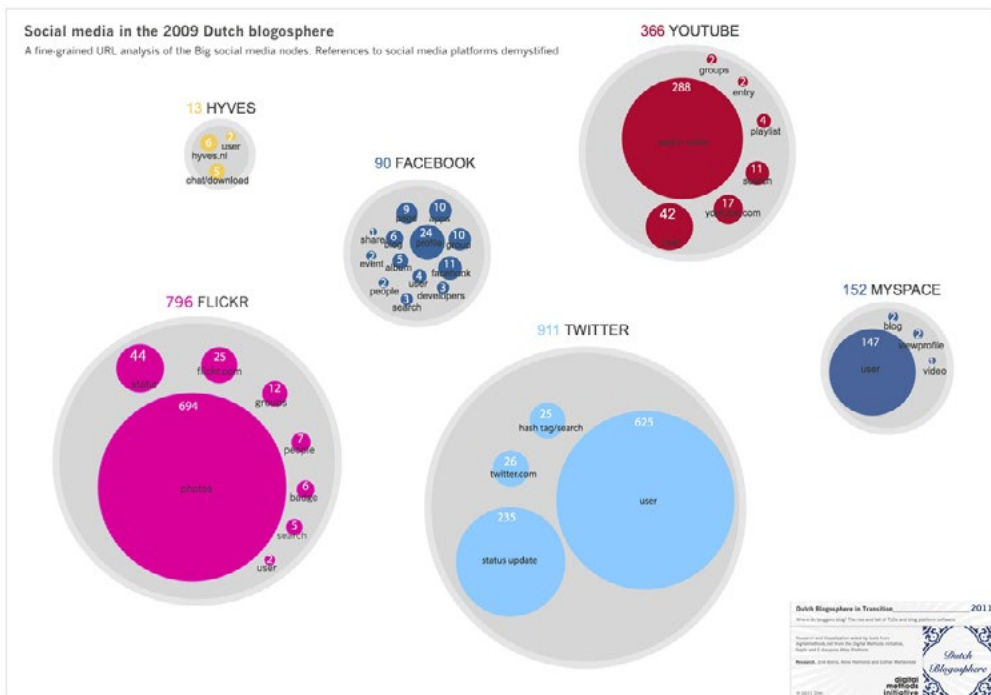 Social media in the 2009 Dutch blogosphere
A fine-grained URL analysis of the Big social media nodes. References to social media platforms demystified
366 YOUTUBE
2
groups
2
entry
288
4
playlist
11
search
17
youtube.com
42
user
13 HYVES
6
hyves.nl
2
user
5
chat/download
90 FACEBOOK
9
page
10
apps
1
share
6
blog
24
profile
10
group
2
event
5
album
11
facebook
4
user
2
people
3
developers
3
search
796 FLICKR
44
25
flickr.com
12
groups
694
photos
7
people
6
badge
5
search
2
user
911 TWITTER
25
hash tag/search
625
user
26
twitter.com
235
status update
152 MYSPACE
2
blog
2
viewprofile
147
user
1
video
Dutch Blogosphere in Transition 2011
Dutch
Blogosphere
digital
methods
initiative